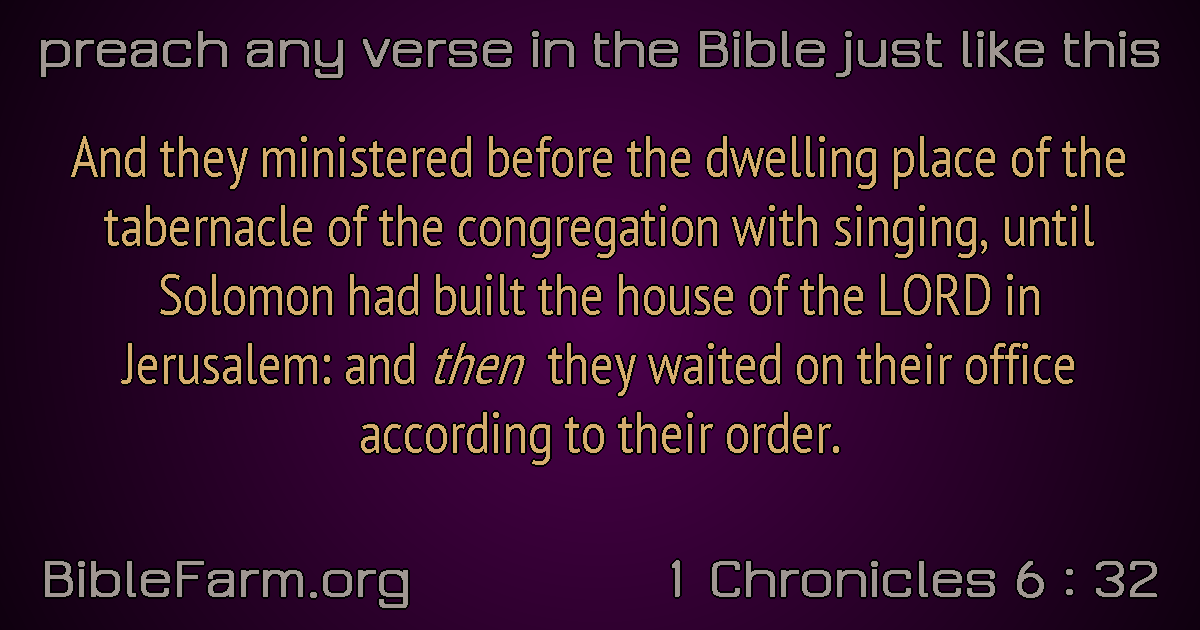 preach any verse in the Bible just like this
And they ministered before the dwelling place of the
tabernacle of the congregation with singing, until
Solomon had built the house of the LORD in
Jerusalem: and then they waited on their office
according to their order.
BibleFarm.org
1 Chronicles 6 : 32